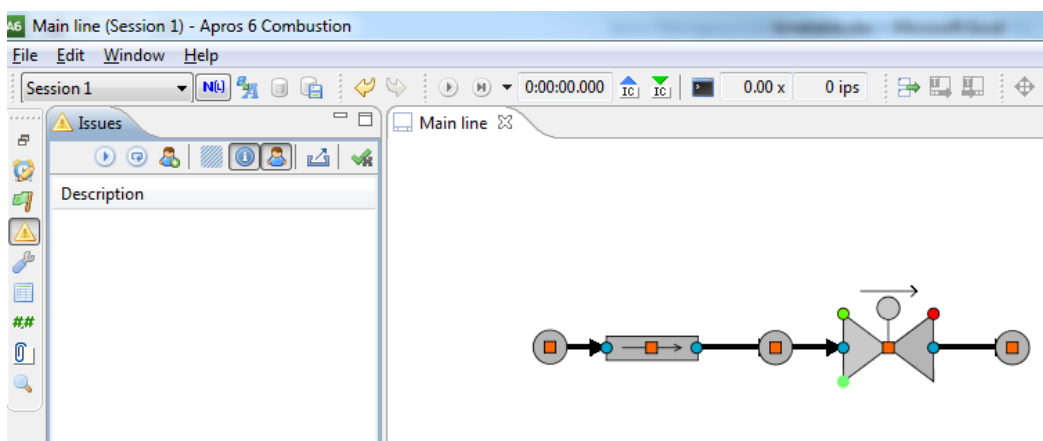 A6 Main line (Session 1) - Apros 6 Combustion
File Edit Window Help
Session 1 N(L) 0:00:00.000 IC IC 0.00 x 0 ips
Issues
Main line
Description
#.#